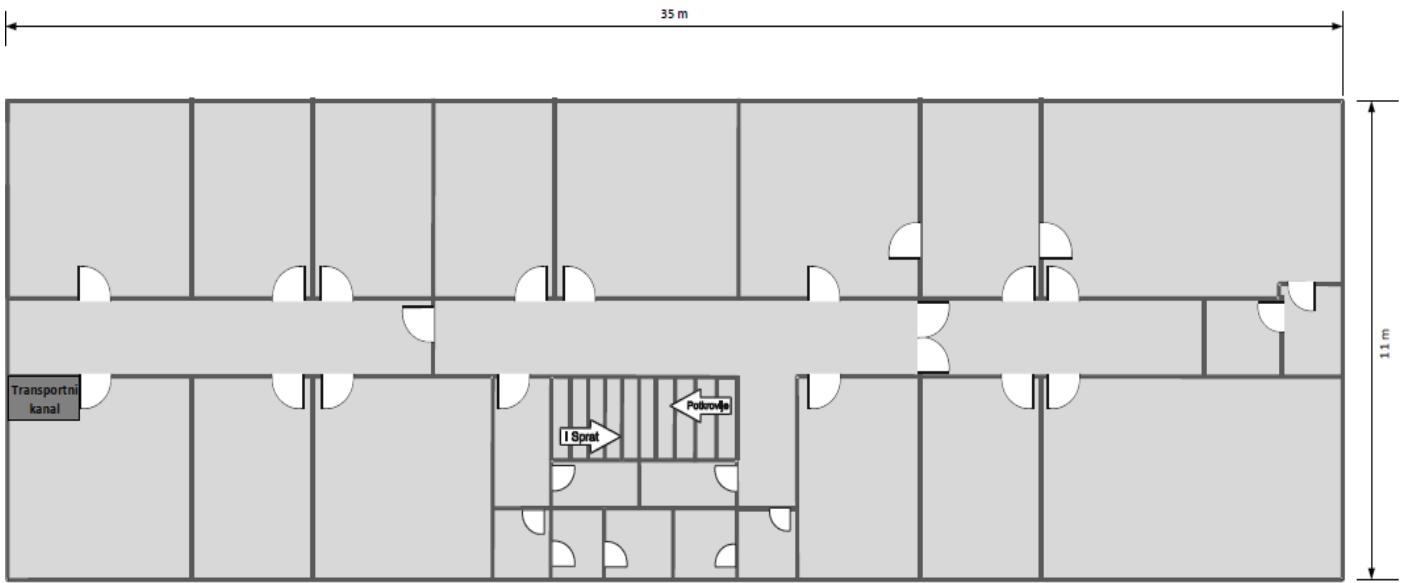 35 m
11 m
Transportni
kanal
Potkrovlje
I Sprat